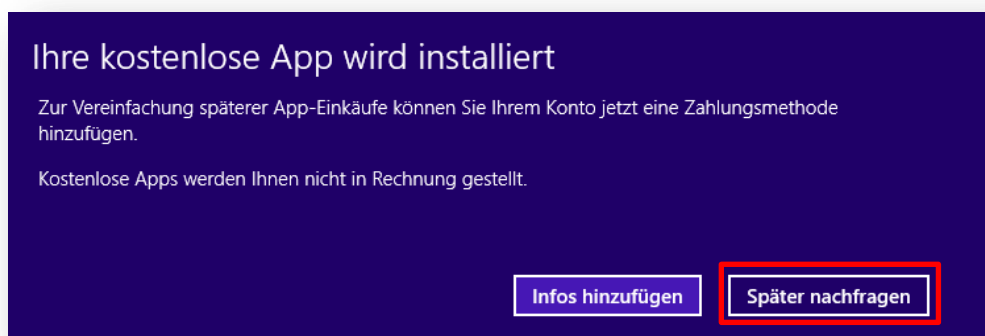 Ihre kostenlose App wird installiert
Zur Vereinfachung späterer App-Einkäufe können Sie Ihrem Konto jetzt eine Zahlungsmethode
hinzufügen.
Kostenlose Apps werden Ihnen nicht in Rechnung gestellt.
Infos hinzufügen
Später nachfragen